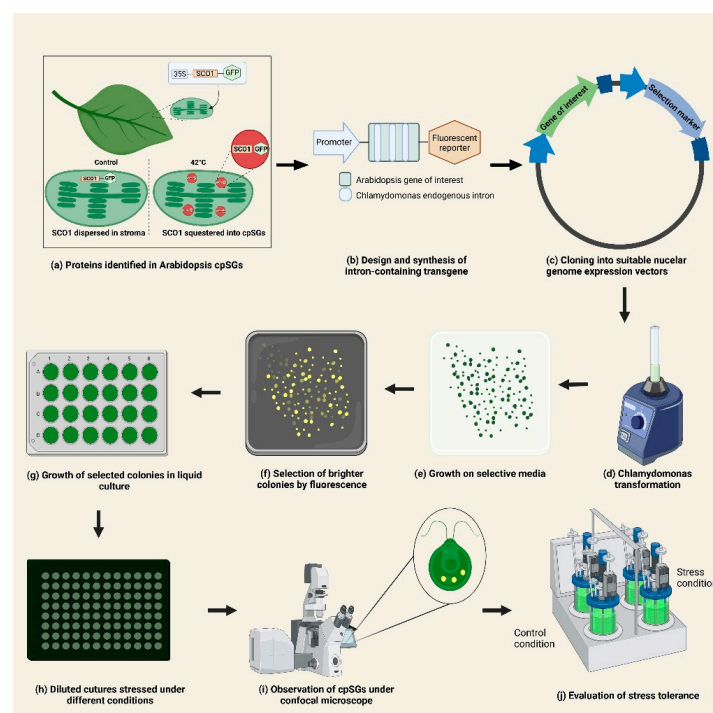 35S
SCO1
GFP
Control
42°C
SCO1
GFP
SCO1 GFP
SCO1 dispersed in stroma
SCO1 squestered into cpSGs
(a) Proteins identified in Arabidopsis cpSGs
Promoter
Fluorescent
reporter
Arabidopsis gene of interest
Chlamydomonas endogenous intron
(b) Design and synthesis of
intron-containing transgene
Gene of interest
Selection marker
(c) Cloning into suitable nucelar
genome expression vectors
1 2 3 4 5 6
A
B
C
(g) Growth of selected colonies in liquid
culture
(f) Selection of brighter
colonies by fluorescence
(e) Growth on selective media
(d) Chlamydomonas
transformation
(h) Diluted cutures stressed under
different conditions
(i) Observation of cpSGs under
confocal microscope
Stress
condition
Control
condition
(j) Evaluation of stress tolerance